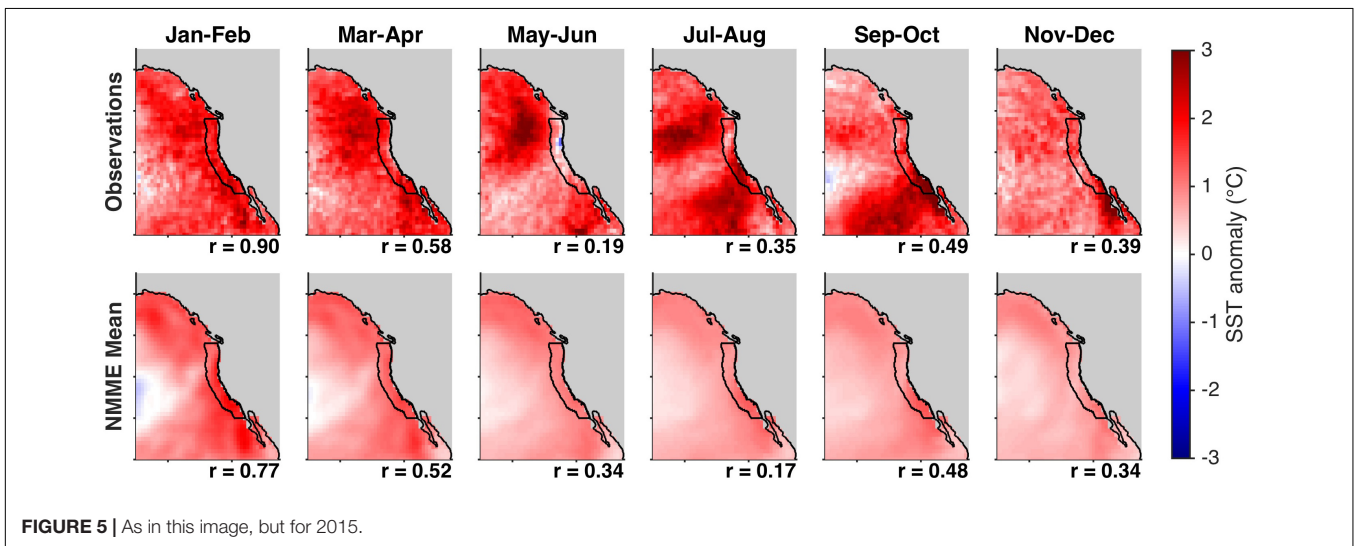 Jan-Feb Mar-Apr May-Jun Jul-Aug Sep-Oct Nov-Dec
Observations
r = 0.90 r = 0.58 r = 0.19 r = 0.35 r = 0.49 r = 0.39
NMME Mean
r = 0.77 r = 0.52 r = 0.34 r = 0.17 r = 0.48 r = 0.34
3
2
1
0
-1
-2
-3
SST anomaly (°C)
FIGURE 5 | As in this image, but for 2015.